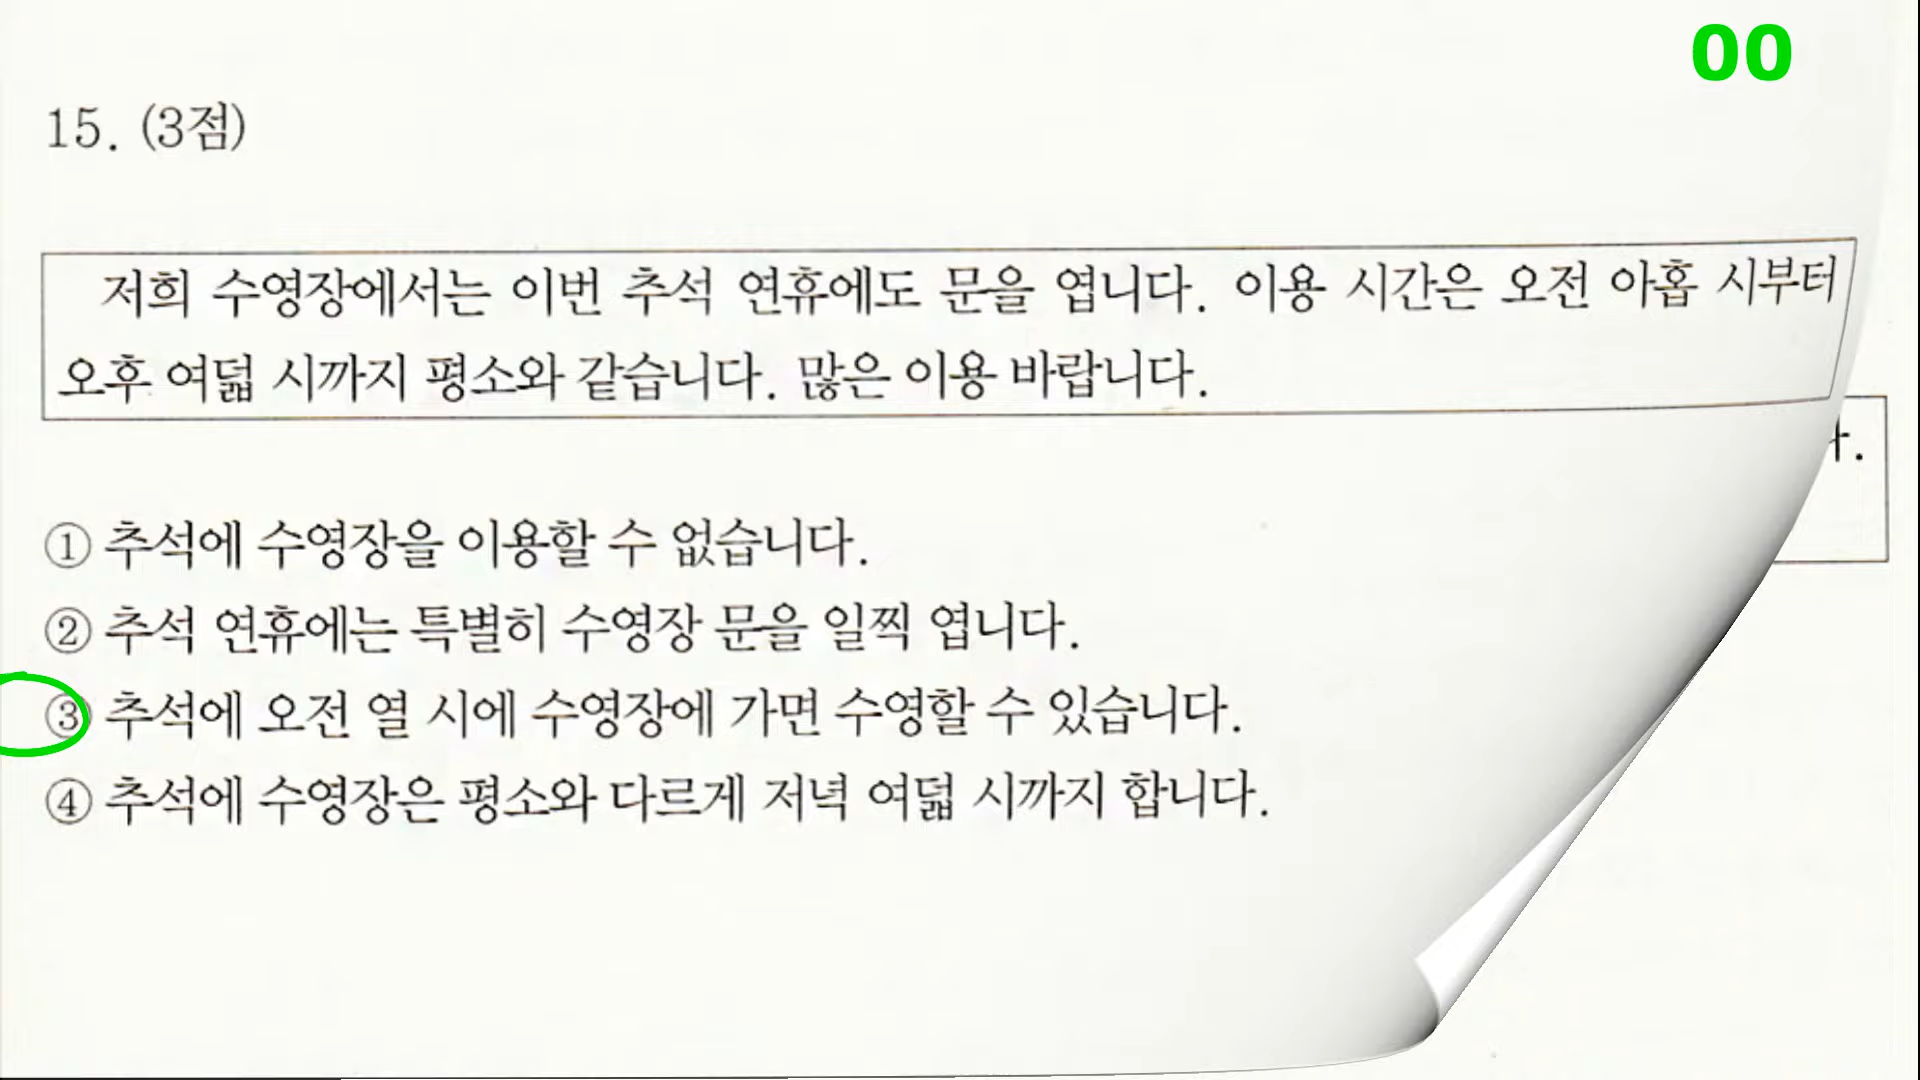 00
15. (3점)
저희 수영장에서는 이번 추석 연휴에도 문을 엽니다. 이용 시간은 오전 아홉 시부터
오후 여덟 시까지 평소와 같습니다. 많은 이용 바랍니다.
① 추석에 수영장을 이용할 수 없습니다.
② 추석 연휴에는 특별히 수영장 문을 일찍 엽니다.
③ 추석에 오전 열 시에 수영장에 가면 수영할 수 있습니다.
④ 추석에 수영장은 평소와 다르게 저녁 여덟 시까지 합니다.